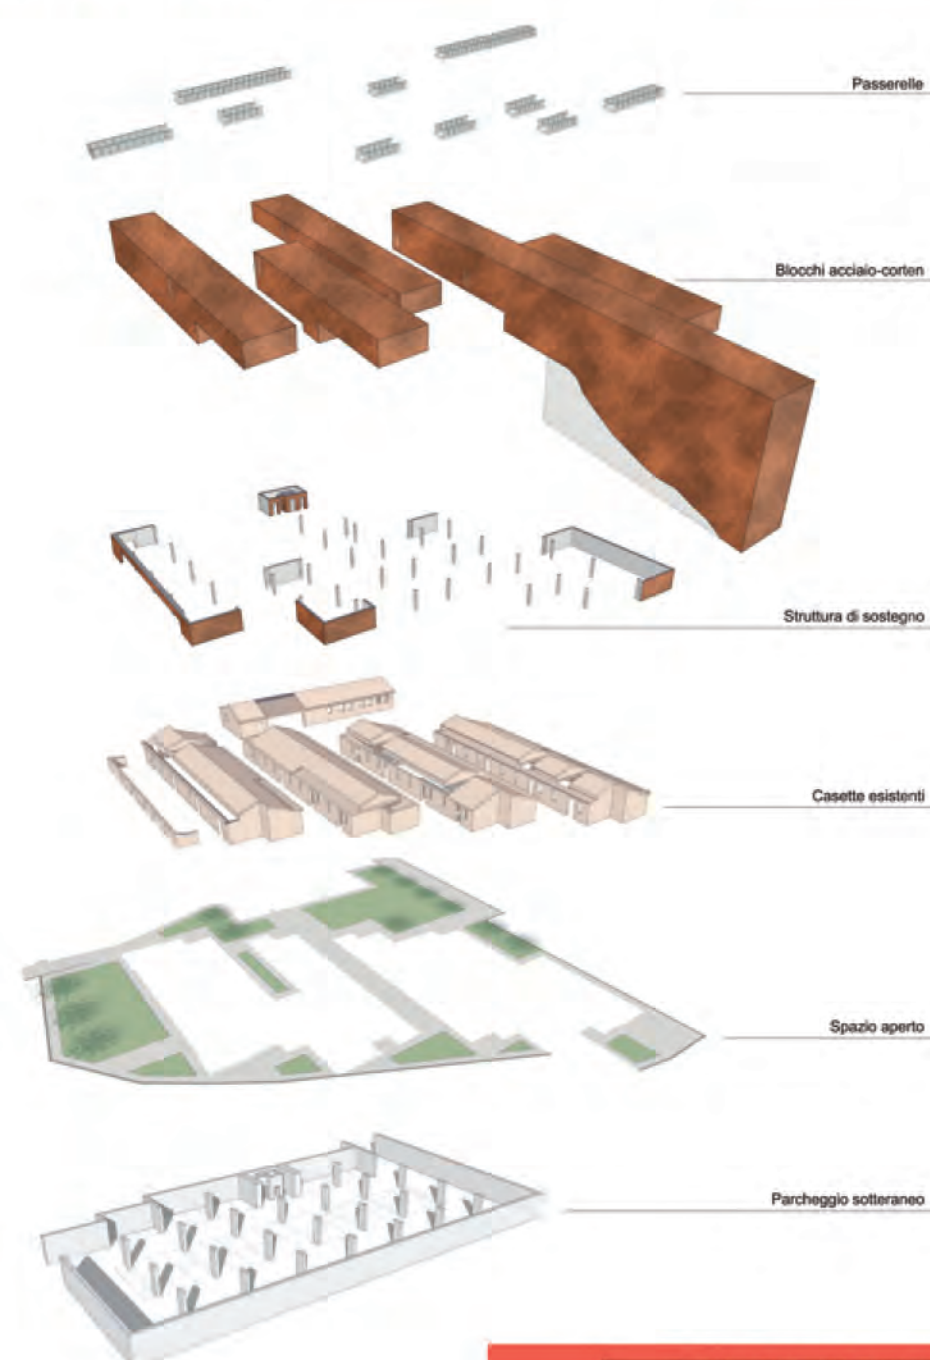 Passerelle
Blocchi acciaio-corten
Struttura di sostegno
Casette esistenti
Spazio aperto
Parcheggio sotteraneo